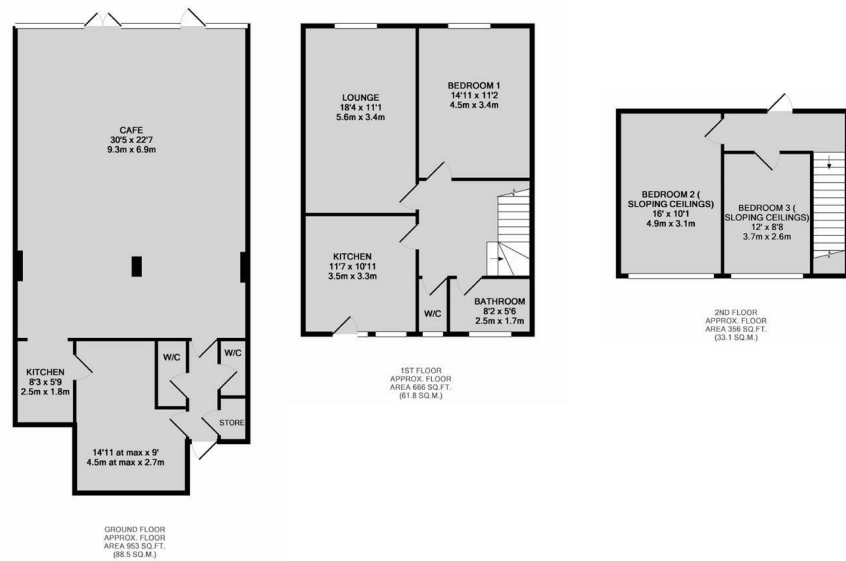 CAFE
30'5 x 22'7
9.3m x 6.9m
KITCHEN
8'3 x 5'9
2.5m x 1.8m
W/C
W/C
STORE
14'11 at max x 9'
4.5m at max x 2.7m
GROUND FLOOR
APPROX. FLOOR
AREA 953 SQ.FT.
(88.5 SQ.M.)
LOUNGE
18'4 x 11'1
5.6m x 3.4m
BEDROOM 1
14'11 x 11'2
4.5m x 3.4m
KITCHEN
11'7 x 10'11
3.5m x 3.3m
W/C
BATHROOM
8'2 x 5'6
2.5m x 1.7m
1ST FLOOR
APPROX. FLOOR
AREA 666 SQ.FT.
(61.8 SQ.M.)
BEDROOM 2 (
SLOPING CEILINGS)
16' x 10'1
4.9m x 3.1m
BEDROOM 3 (
SLOPING CEILINGS)
12' x 8'8
3.7m x 2.6m
2ND FLOOR
APPROX. FLOOR
AREA 356 SQ.FT.
(33.1 SQ.M.)